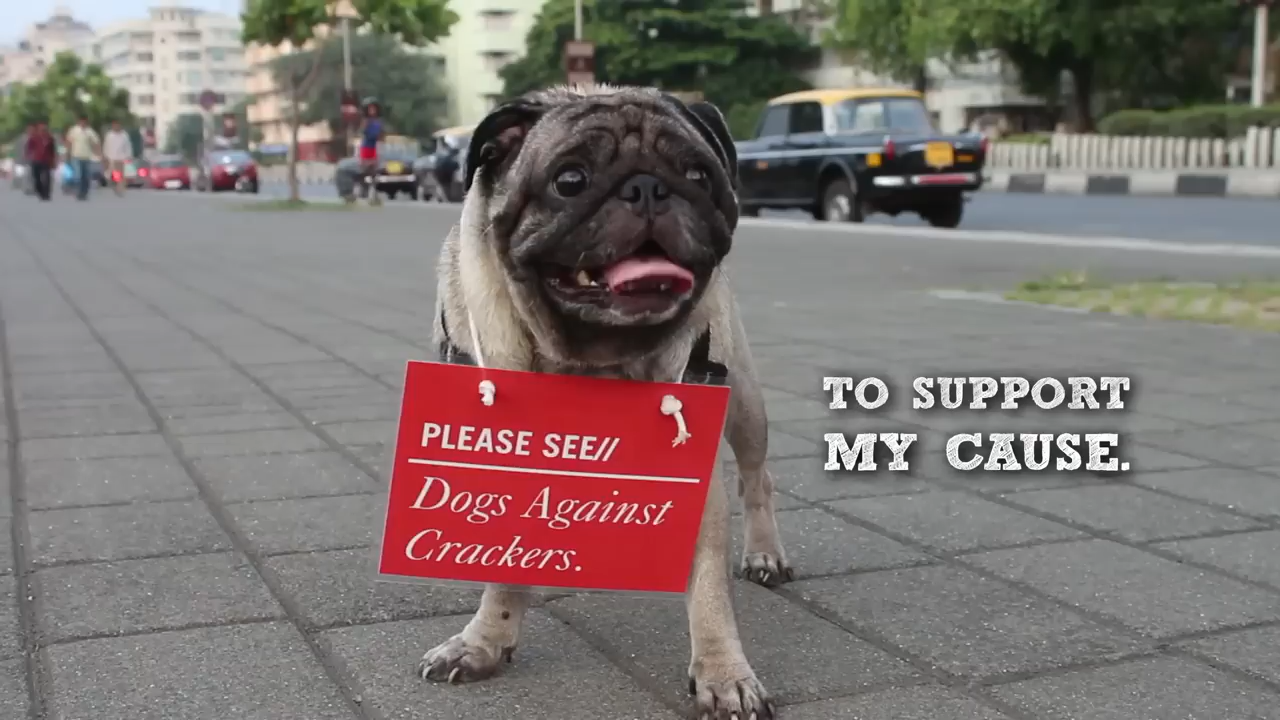 PLEASE SEE//
Dogs Against
Crackers.
TO SUPPORT
MY CAUSE.